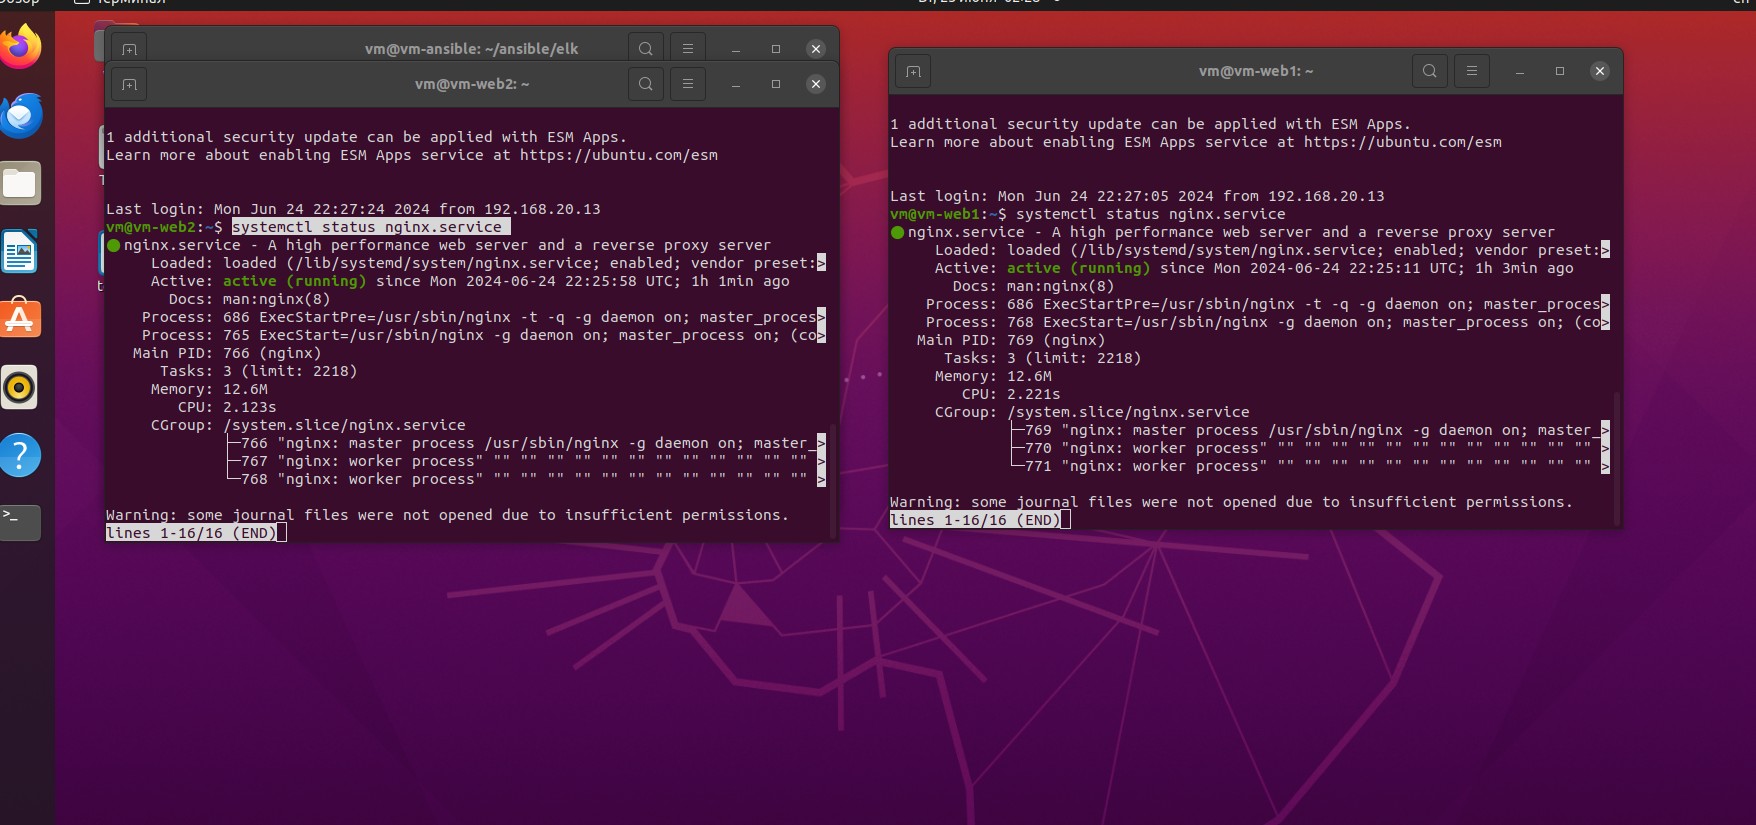 Терминал
vm@vm-ansible: ~/ansible/elk
vm@vm-web2: ~
1 additional security update can be applied with ESM Apps.
Learn more about enabling ESM Apps service at https://ubuntu.com/esm
Last login: Mon Jun 24 22:27:24 2024 from 192.168.20.13
vm@vm-web2:~$ systemctl status nginx.service
nginx.service - A high performance web server and a reverse proxy server
Loaded: loaded (/lib/systemd/system/nginx.service; enabled; vendor preset:>
Active: active (running) since Mon 2024-06-24 22:25:58 UTC; 1h 1min ago
Docs: man:nginx(8)
Process: 686 ExecStartPre=/usr/sbin/nginx -t -q -g daemon on; master_proces>
Process: 765 ExecStart=/usr/sbin/nginx -g daemon on; master_process on; (co>
Main PID: 766 (nginx)
Tasks: 3 (limit: 2218)
Memory: 12.6M
CPU: 2.123s
CGroup: /system.slice/nginx.service
├─766 "nginx: master process /usr/sbin/nginx -g daemon on; master_>
├─767 "nginx: worker process" "" "" "" "" "" "" "" "" "" "" "" "" >
└─768 "nginx: worker process" "" "" "" "" "" "" "" "" "" "" "" "" >
Warning: some journal files were not opened due to insufficient permissions.
lines 1-16/16 (END)
vm@vm-web1: ~
1 additional security update can be applied with ESM Apps.
Learn more about enabling ESM Apps service at https://ubuntu.com/esm
Last login: Mon Jun 24 22:27:05 2024 from 192.168.20.13
vm@vm-web1:~$ systemctl status nginx.service
nginx.service - A high performance web server and a reverse proxy server
Loaded: loaded (/lib/systemd/system/nginx.service; enabled; vendor preset:>
Active: active (running) since Mon 2024-06-24 22:25:11 UTC; 1h 3min ago
Docs: man:nginx(8)
Process: 686 ExecStartPre=/usr/sbin/nginx -t -q -g daemon on; master_proces>
Process: 768 ExecStart=/usr/sbin/nginx -g daemon on; master_process on; (co>
Main PID: 769 (nginx)
Tasks: 3 (limit: 2218)
Memory: 12.6M
CPU: 2.221s
CGroup: /system.slice/nginx.service
├─769 "nginx: master process /usr/sbin/nginx -g daemon on; master_>
├─770 "nginx: worker process" "" "" "" "" "" "" "" "" "" "" "" "" >
└─771 "nginx: worker process" "" "" "" "" "" "" "" "" "" "" "" "" >
Warning: some journal files were not opened due to insufficient permissions.
lines 1-16/16 (END)